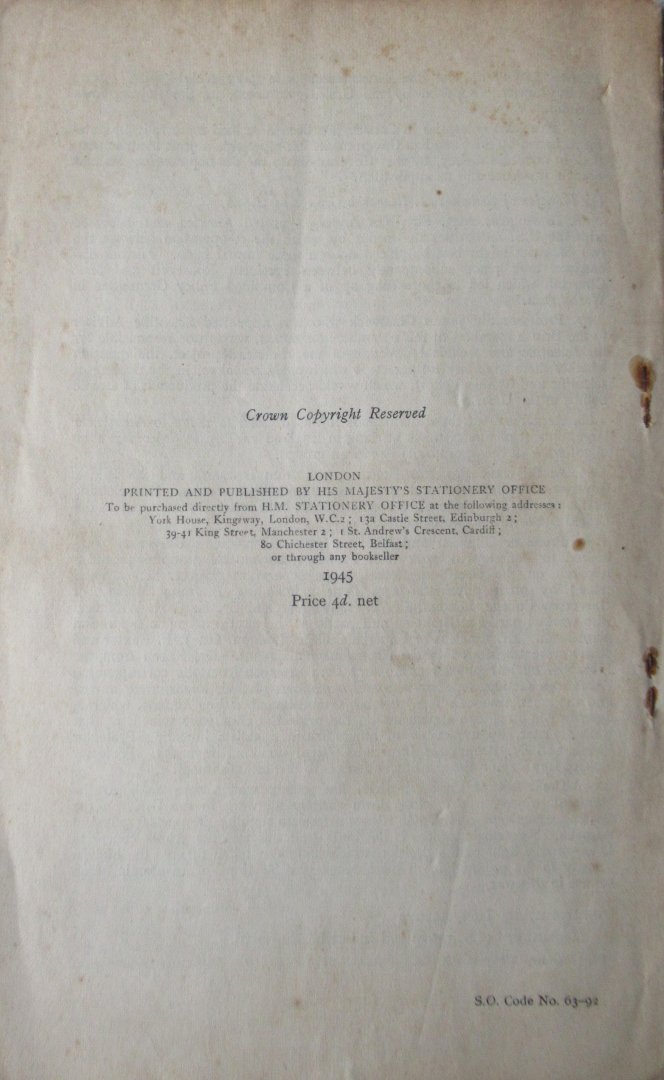 Crown Copyright Reserved
LONDON
PRINTED AND PUBLISHED BY HIS MAJESTY'S STATIONERY OFFICE
To be purchased directly from H.M. STATIONERY OFFICE at the following addresses:
York House, Kingsway, London, W.C.2; 13a Castle Street, Edinburgh 2;
39-41 King Street, Manchester 2; 1 St. Andrew's Crescent, Cardiff;
80 Chichester Street, Belfast;
or through any bookseller
1945
Price 4d. net
S.O. Code No. 63-92